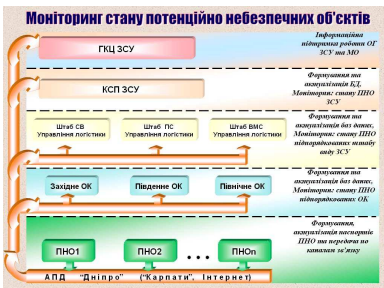 Моніторинг стану потенційно небезпечних об'єктів
ГКЦ ЗСУ
Інформаційна
підтримка роботи ОГ
ЗСУ та МО
КСП ЗСУ
Формування та
актуалізація БД,
Моніторинг стану ПНО
ЗСУ
Штаб СВ
Управління логістики
Штаб ПС
Управління логістики
Штаб ВМС
Управління логістики
Формування та
актуалізація баз даних,
Моніторинг стану ПНО
підпорядкованих штабу
виду ЗСУ
Західне ОК
Південне ОК
Північне ОК
Формування та
актуалізація баз даних,
Моніторинг стану ПНО
підпорядкованих ОК
ПНО1
ПНО2
• • •
ПНОn
Формування,
актуалізація паспортів
ПНО та передача по
каналам зв'язку
АПД "Дніпро" ("Карпати", Інтернет)